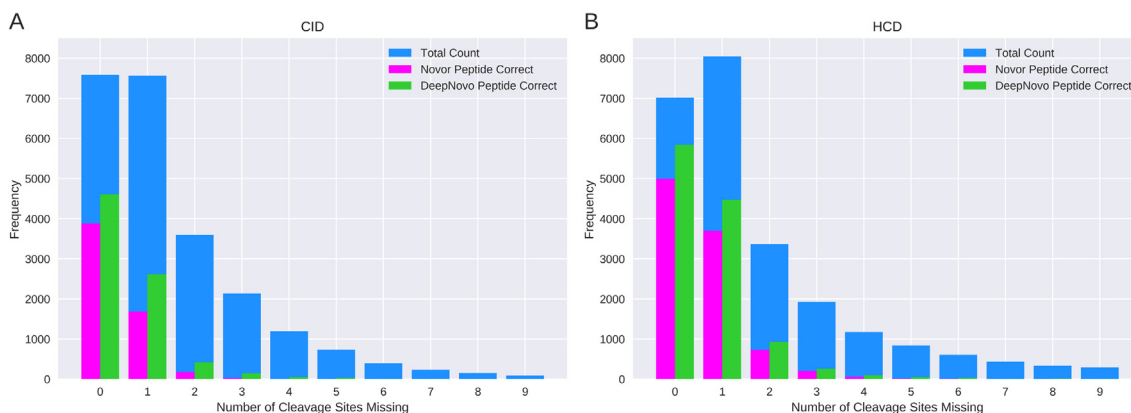 A
CID
8000
7000
6000
5000
4000
3000
2000
1000
0
Frequency
Total Count
Novor Peptide Correct
DeepNovo Peptide Correct
0 1 2 3 4 5 6 7 8 9
Number of Cleavage Sites Missing
B
HCD
8000
7000
6000
5000
4000
3000
2000
1000
0
Frequency
Total Count
Novor Peptide Correct
DeepNovo Peptide Correct
0 1 2 3 4 5 6 7 8 9
Number of Cleavage Sites Missing